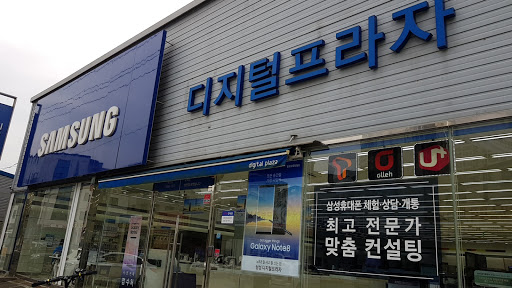 SAMSUNG
디지털프라자
digital plaza
olleh
U+
삼성휴대폰 체험·상담·개통
최고 전문가
맞춤 컨설팅
Galaxy Note8